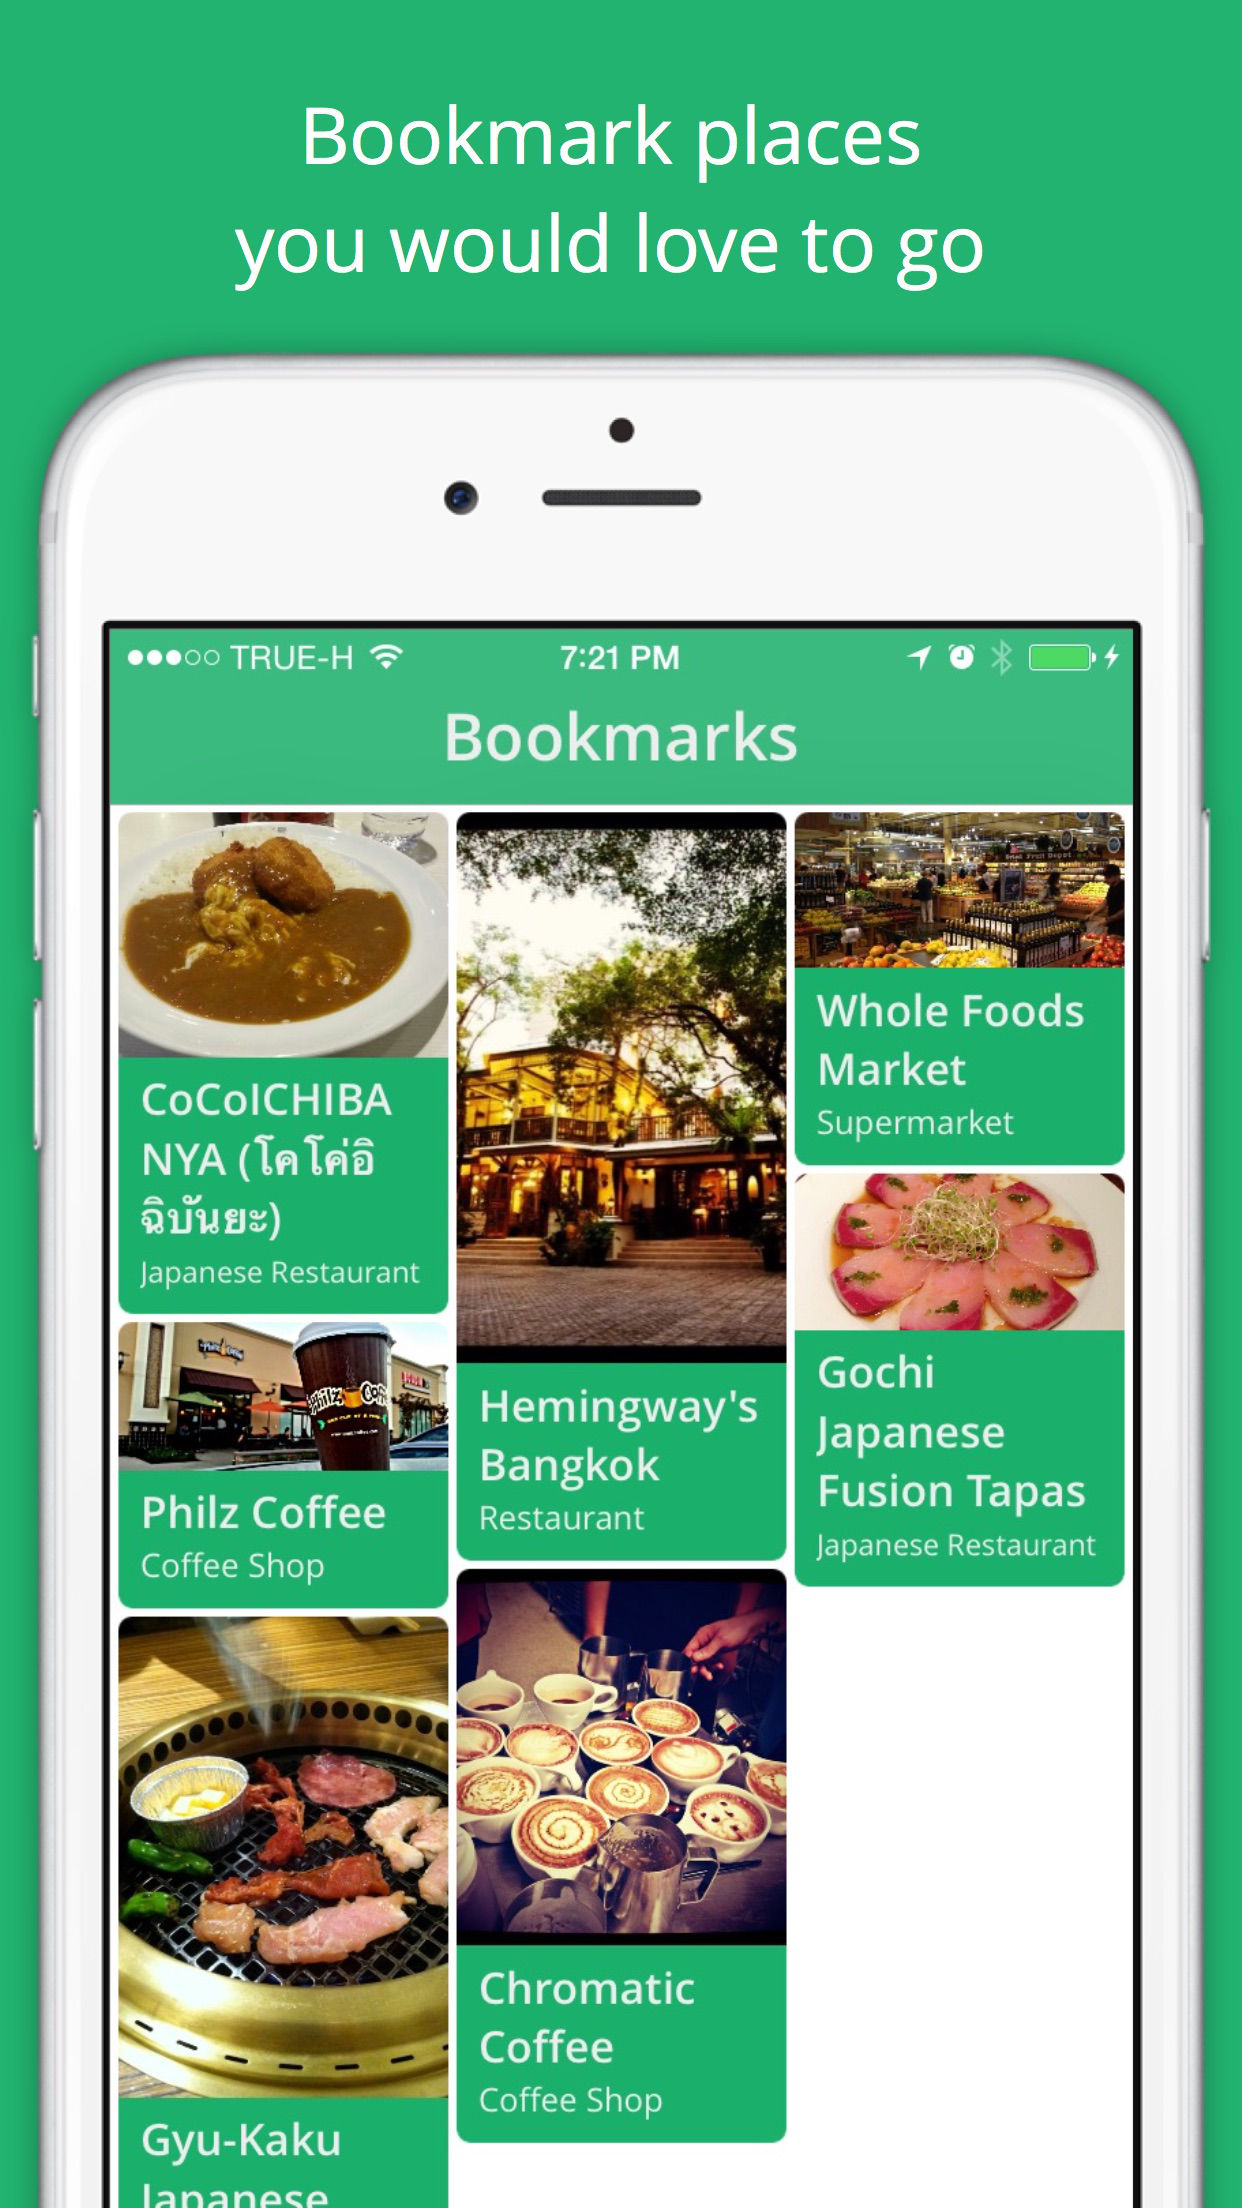 Bookmark places
you would love to go
TRUE-H
7:21 PM
Bookmarks
CoCoICHIBA
NYA (โคโค่อิ
ฉิบันยะ)
Japanese Restaurant
Philz Coffee
Coffee Shop
Gyu-Kaku
Japanese
Hemingway's
Bangkok
Restaurant
Chromatic
Coffee
Coffee Shop
Whole Foods
Market
Supermarket
Gochi
Japanese
Fusion Tapas
Japanese Restaurant